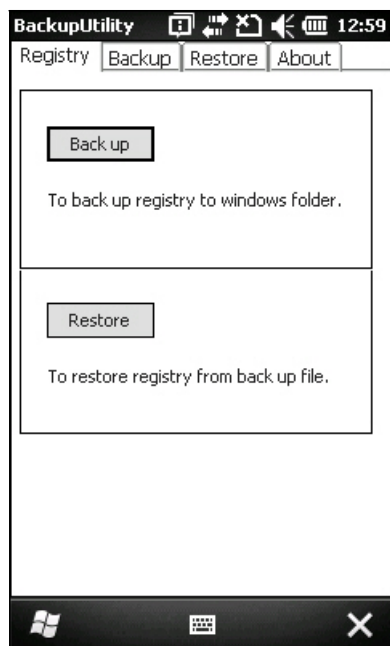 BackupUtility 12:59
Registry Backup Restore About
Back up
To back up registry to windows folder.
Restore
To restore registry from back up file.